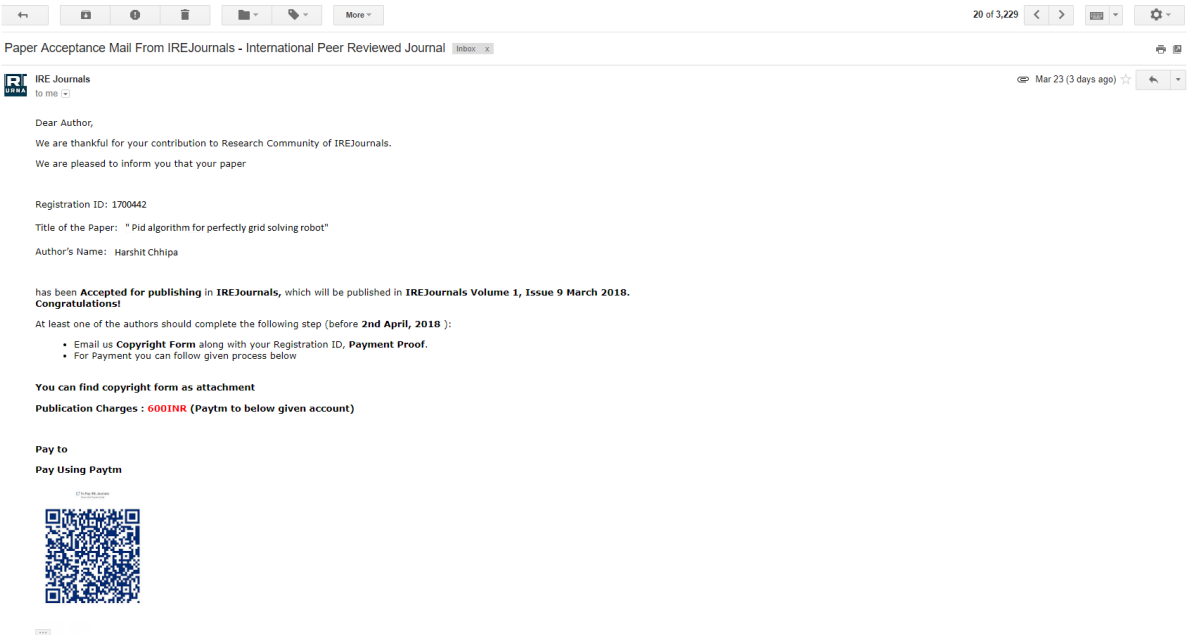 More
20 of 3,229
Paper Acceptance Mail From IREJournals - International Peer Reviewed Journal Inbox x
IRE Journals
to me
Mar 23 (3 days ago)
Dear Author,
We are thankful for your contribution to Research Community of IREJournals.
We are pleased to inform you that your paper
Registration ID: 1700442
Title of the Paper: " Pid algorithm for perfectly grid solving robot"
Author's Name: Harshit Chhipa
has been Accepted for publishing in IREJournals, which will be published in IREJournals Volume 1, Issue 9 March 2018.
Congratulations!
At least one of the authors should complete the following step (before 2nd April, 2018 ):
• Email us Copyright Form along with your Registration ID, Payment Proof.
• For Payment you can follow given process below
You can find copyright form as attachment
Publication Charges : 600INR (Paytm to below given account)
Pay to
Pay Using Paytm